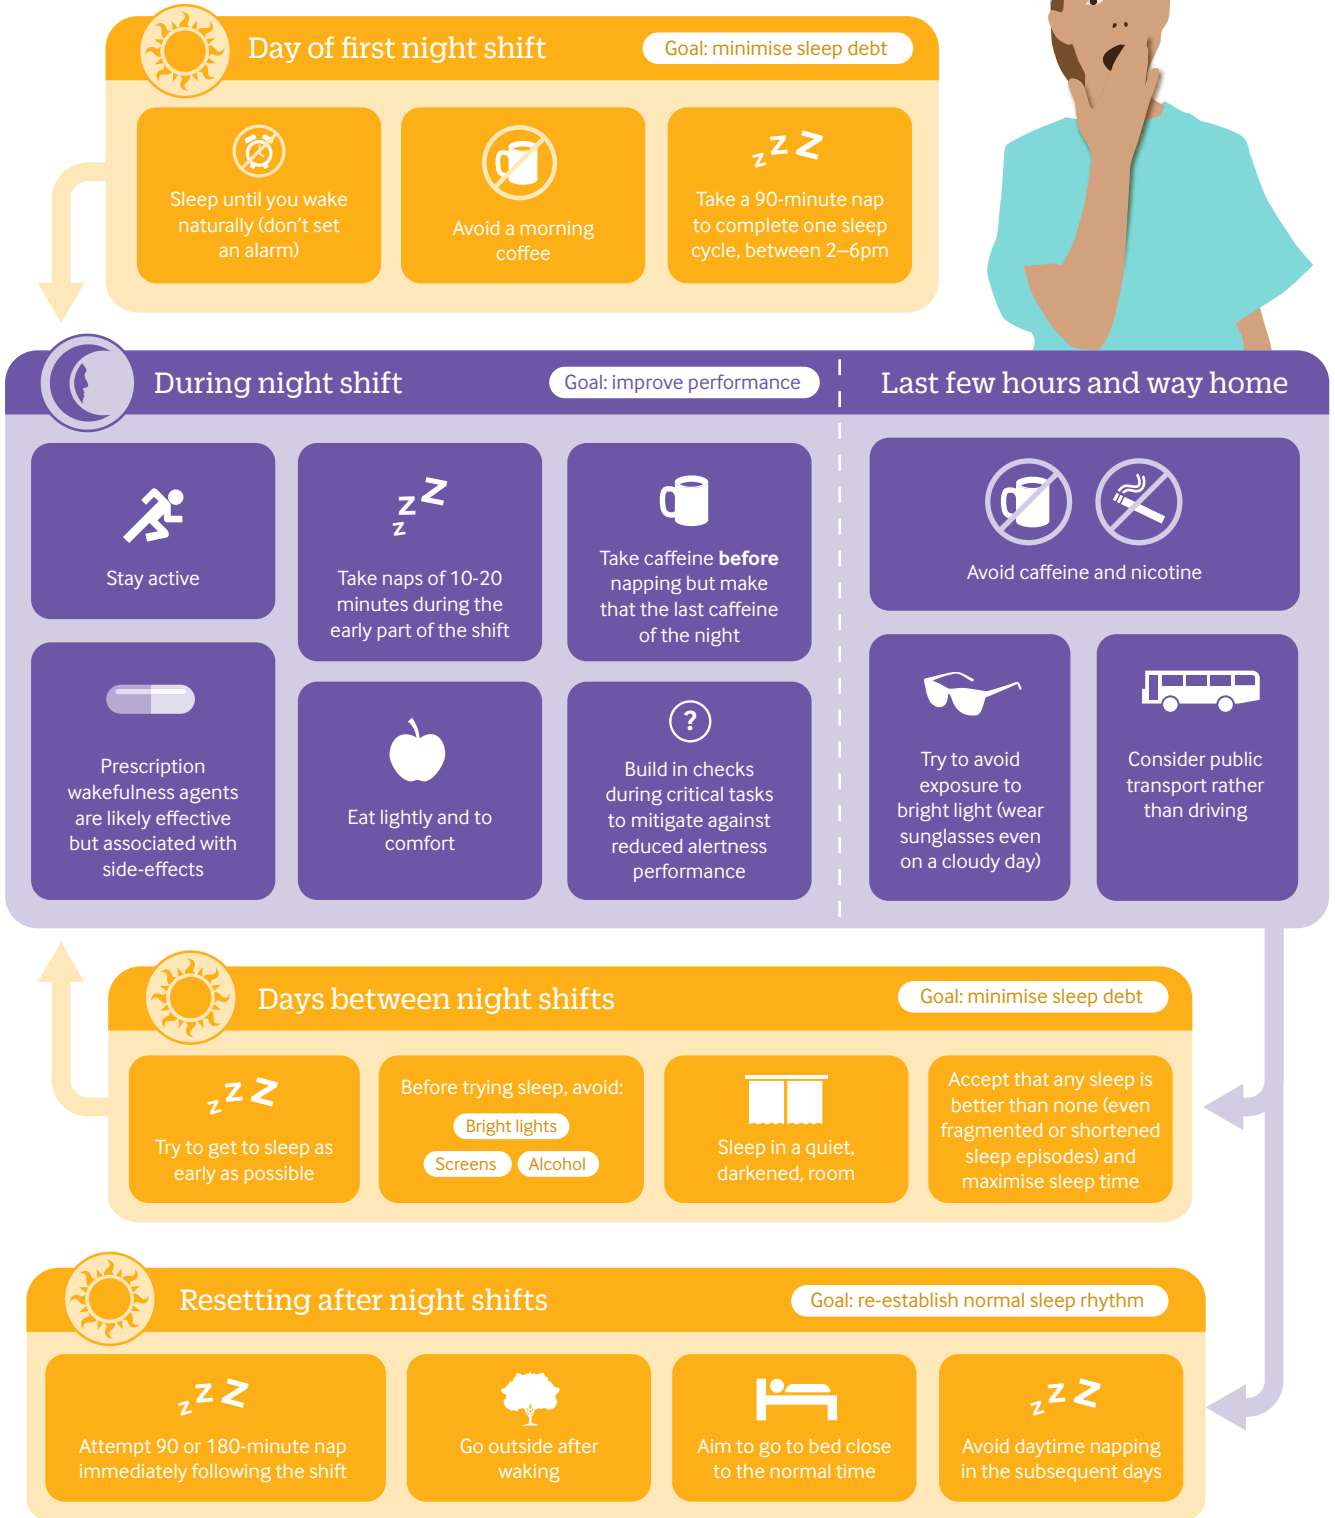 Day of first night shift
Goal: minimise sleep debt
Sleep until you wake
naturally (don't set
an alarm)
Avoid a morning
coffee
z z Z
Take a 90-minute nap
to complete one sleep
cycle, between 2–6pm
During night shift
Goal: improve performance
Stay active
z z Z
Take naps of 10-20
minutes during the
early part of the shift
Take caffeine before
napping but make
that the last caffeine
of the night
Prescription
wakefulness agents
are likely effective
but associated with
side-effects
Eat lightly and to
comfort
?
Build in checks
during critical tasks
to mitigate against
reduced alertness
performance
Last few hours and way home
Avoid caffeine and nicotine
Try to avoid
exposure to
bright light (wear
sunglasses even
on a cloudy day)
Consider public
transport rather
than driving
Days between night shifts
Goal: minimise sleep debt
z z Z
Try to get to sleep as
early as possible
Before trying sleep, avoid:
Bright lights
Screens Alcohol
Sleep in a quiet,
darkened, room
Accept that any sleep is
better than none (even
fragmented or shortened
sleep episodes) and
maximise sleep time
Resetting after night shifts
Goal: re-establish normal sleep rhythm
z z Z
Attempt 90 or 180-minute nap
immediately following the shift
Go outside after
waking
Aim to go to bed close
to the normal time
z z Z
Avoid daytime napping
in the subsequent days